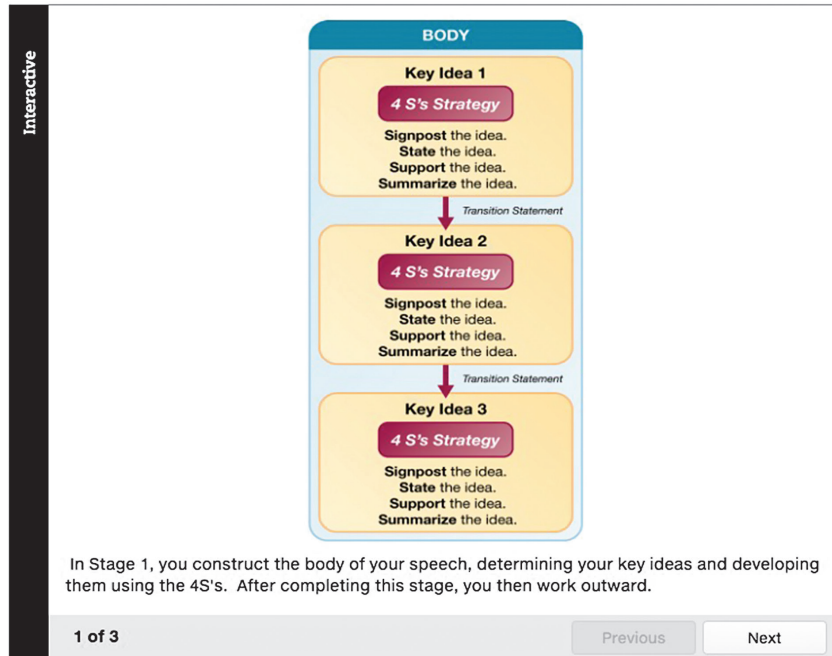 Interactive
BODY
Key Idea 1
4 S's Strategy
Signpost the idea.
State the idea.
Support the idea.
Summarize the idea.
Transition Statement
Key Idea 2
4 S's Strategy
Signpost the idea.
State the idea.
Support the idea.
Summarize the idea.
Transition Statement
Key Idea 3
4 S's Strategy
Signpost the idea.
State the idea.
Support the idea.
Summarize the idea.
In Stage 1, you construct the body of your speech, determining your key ideas and developing
them using the 4S's.  After completing this stage, you then work outward.
1 of 3
Previous
Next